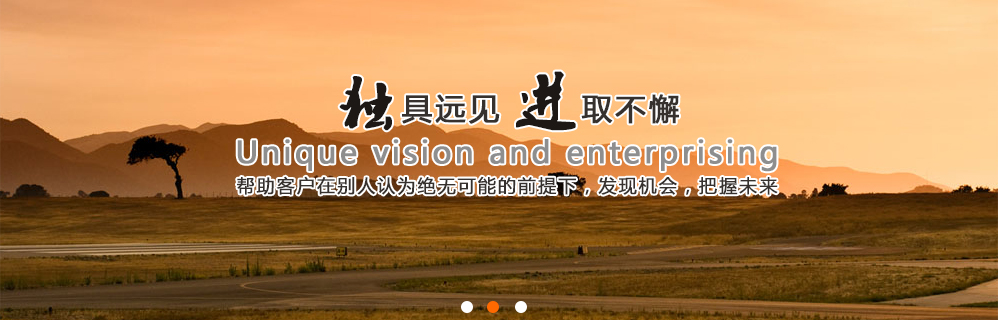 独具远见 进取不懈
Unique vision and enterprising
帮助客户在别人认为绝无可能的前提下，发现机会，把握未来